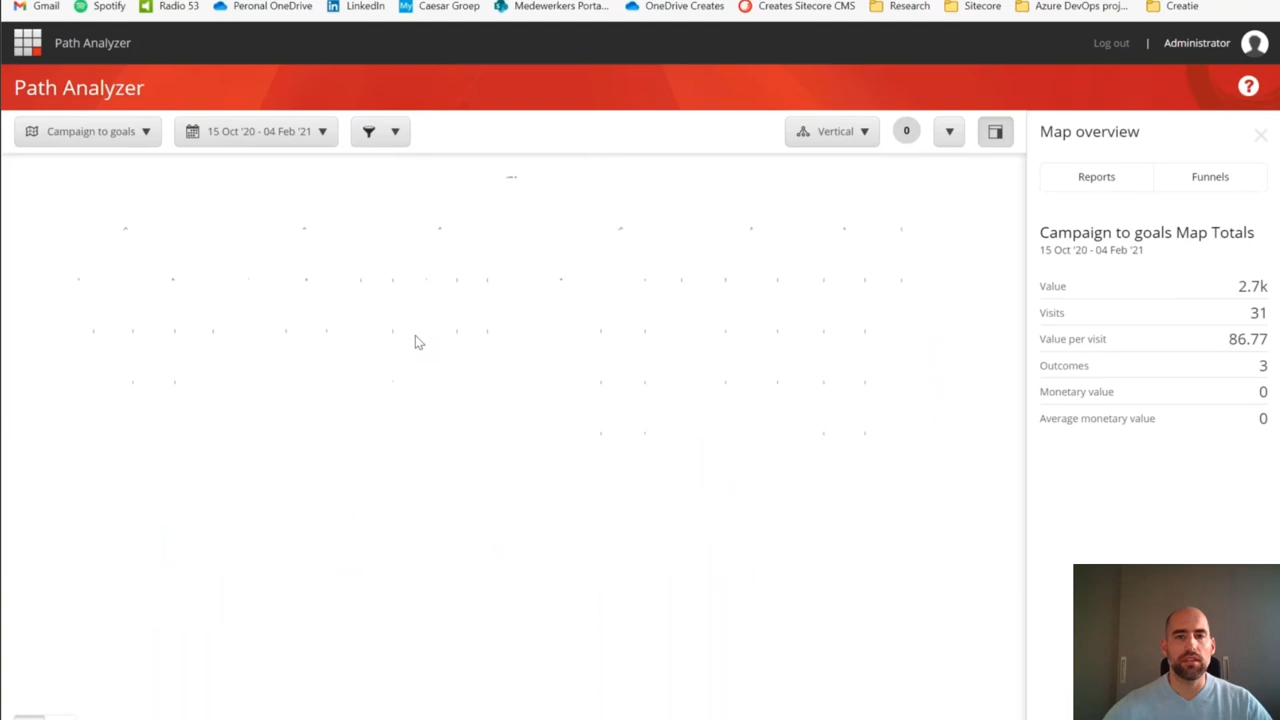 Gmail Spotify Radio 53 Peronal OneDrive LinkedIn My Caesar Groep Medewerkers Porta... OneDrive Creates Creates Sitecore CMS Research Sitecore Azure DevOps proj... Creatie
Path Analyzer Log out | Administrator
Path Analyzer ?
Campaign to goals 15 Oct '20 - 04 Feb '21 Vertical 0 Map overview
Reports Funnels
Campaign to goals Map Totals
15 Oct '20 - 04 Feb '21
Value 2.7k
Visits 31
Value per visit 86.77
Outcomes 3
Monetary value 0
Average monetary value 0